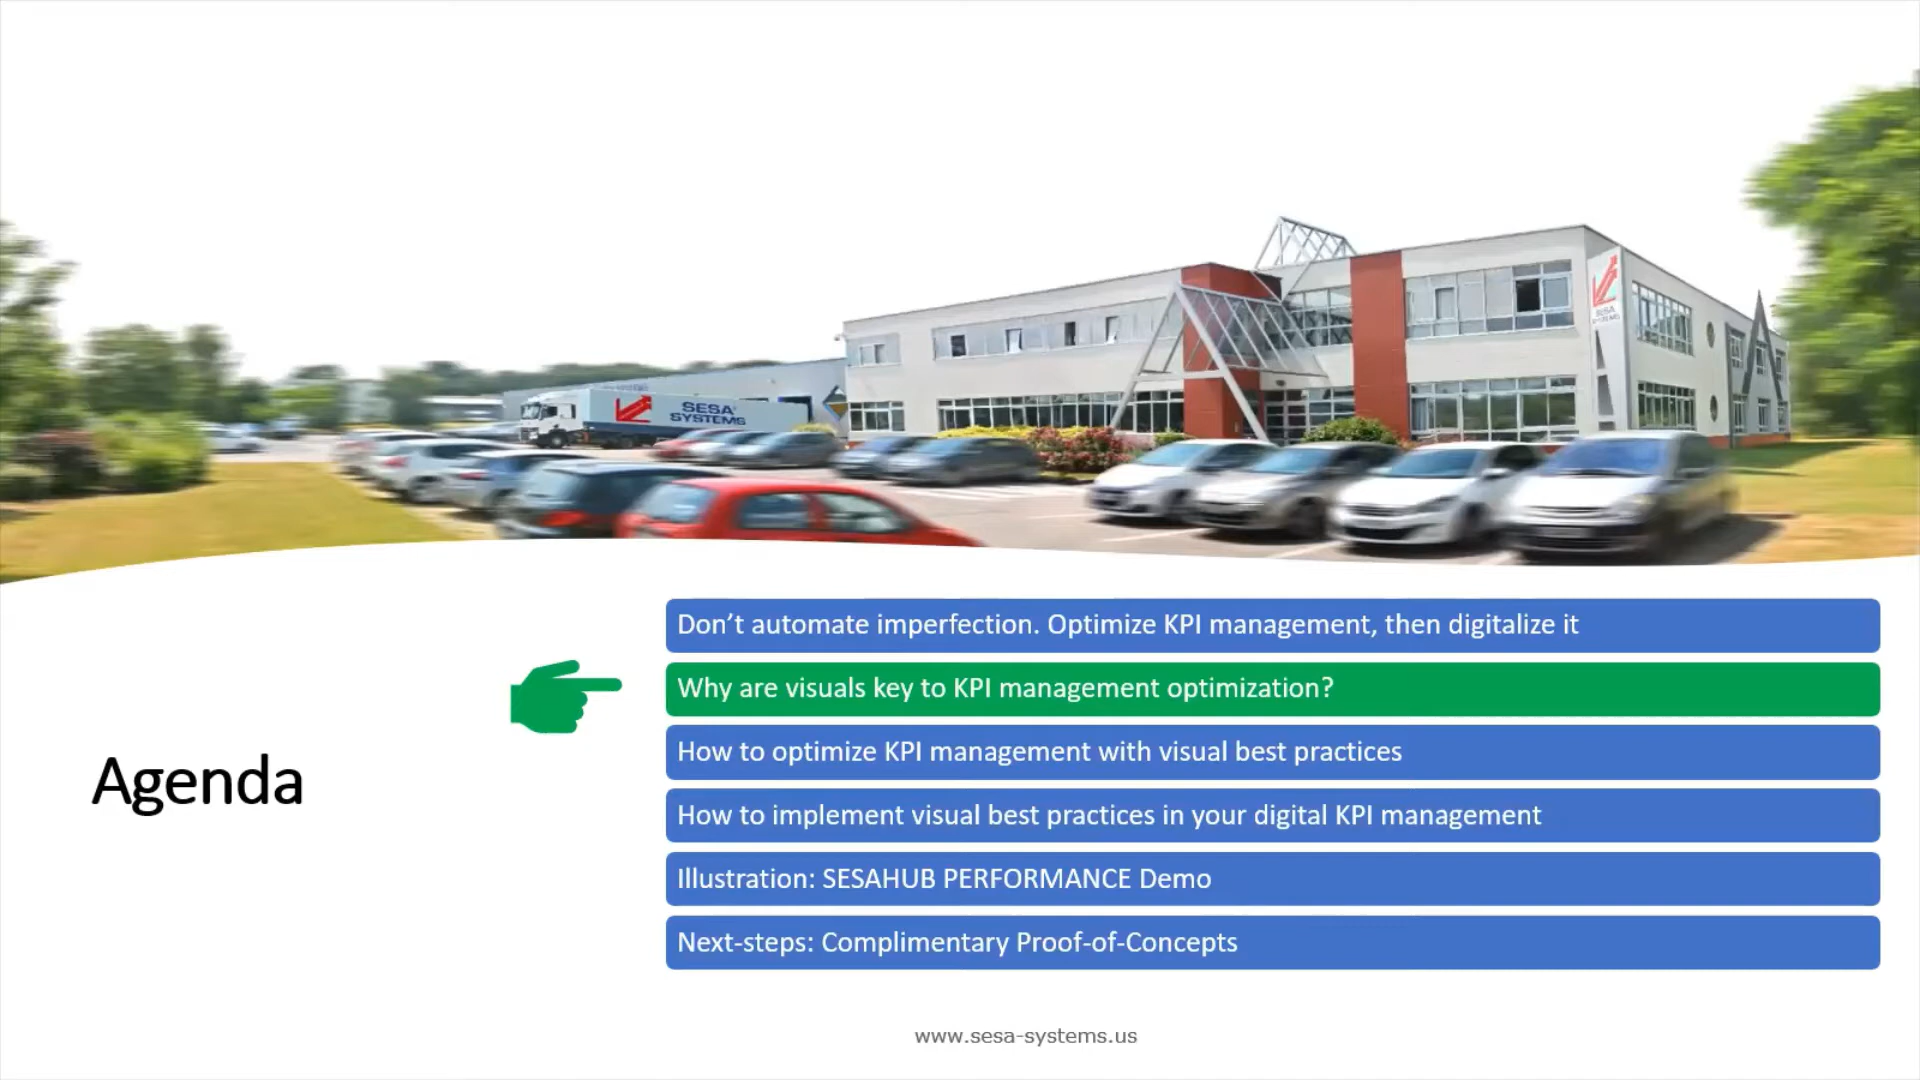 SESA
SYSTEMS
SESA
SYSTEMS
Agenda
Don’t automate imperfection. Optimize KPI management, then digitalize it
Why are visuals key to KPI management optimization?
How to optimize KPI management with visual best practices
How to implement visual best practices in your digital KPI management
Illustration: SESAHUB PERFORMANCE Demo
Next-steps: Complimentary Proof-of-Concepts
www.sesa-systems.us